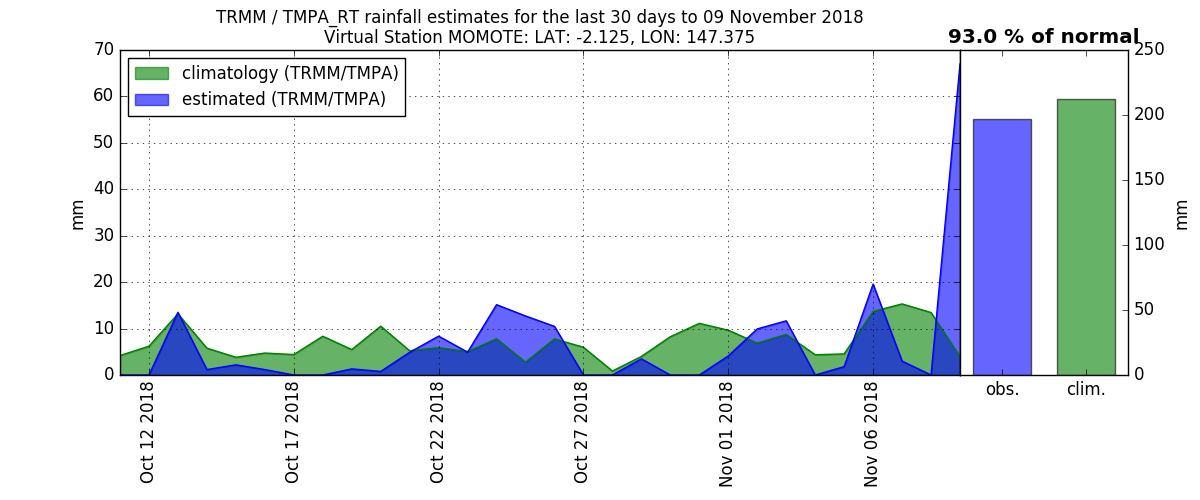 TRMM / TMPA_RT rainfall estimates for the last 30 days to 09 November 2018
Virtual Station MOMOTE: LAT: -2.125, LON: 147.375
93.0 % of normal
climatology (TRMM/TMPA)
estimated (TRMM/TMPA)
70
60
50
40
30
20
10
0
mm
Oct 12 2018
Oct 17 2018
Oct 22 2018
Oct 27 2018
Nov 01 2018
Nov 06 2018
250
200
150
100
50
0
mm
obs.
clim.